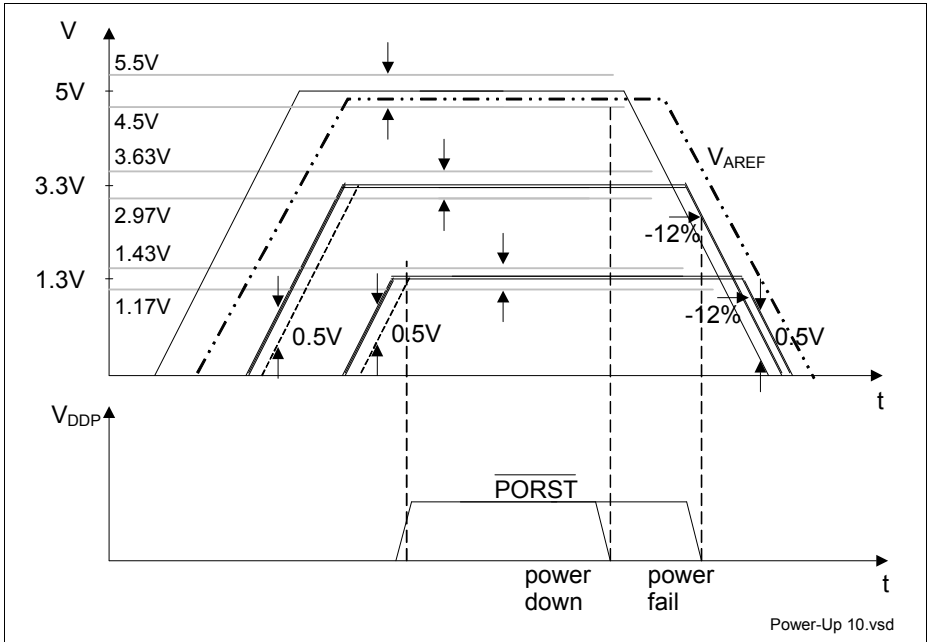 V
5.5V
5V
4.5V
3.63V
VAREF
3.3V
2.97V
-12%
1.43V
1.3V
1.17V
-12%
0.5V
0.5V
0.5V
t
VDDP
PORST
power down
power fail
t
Power-Up 10.vsd